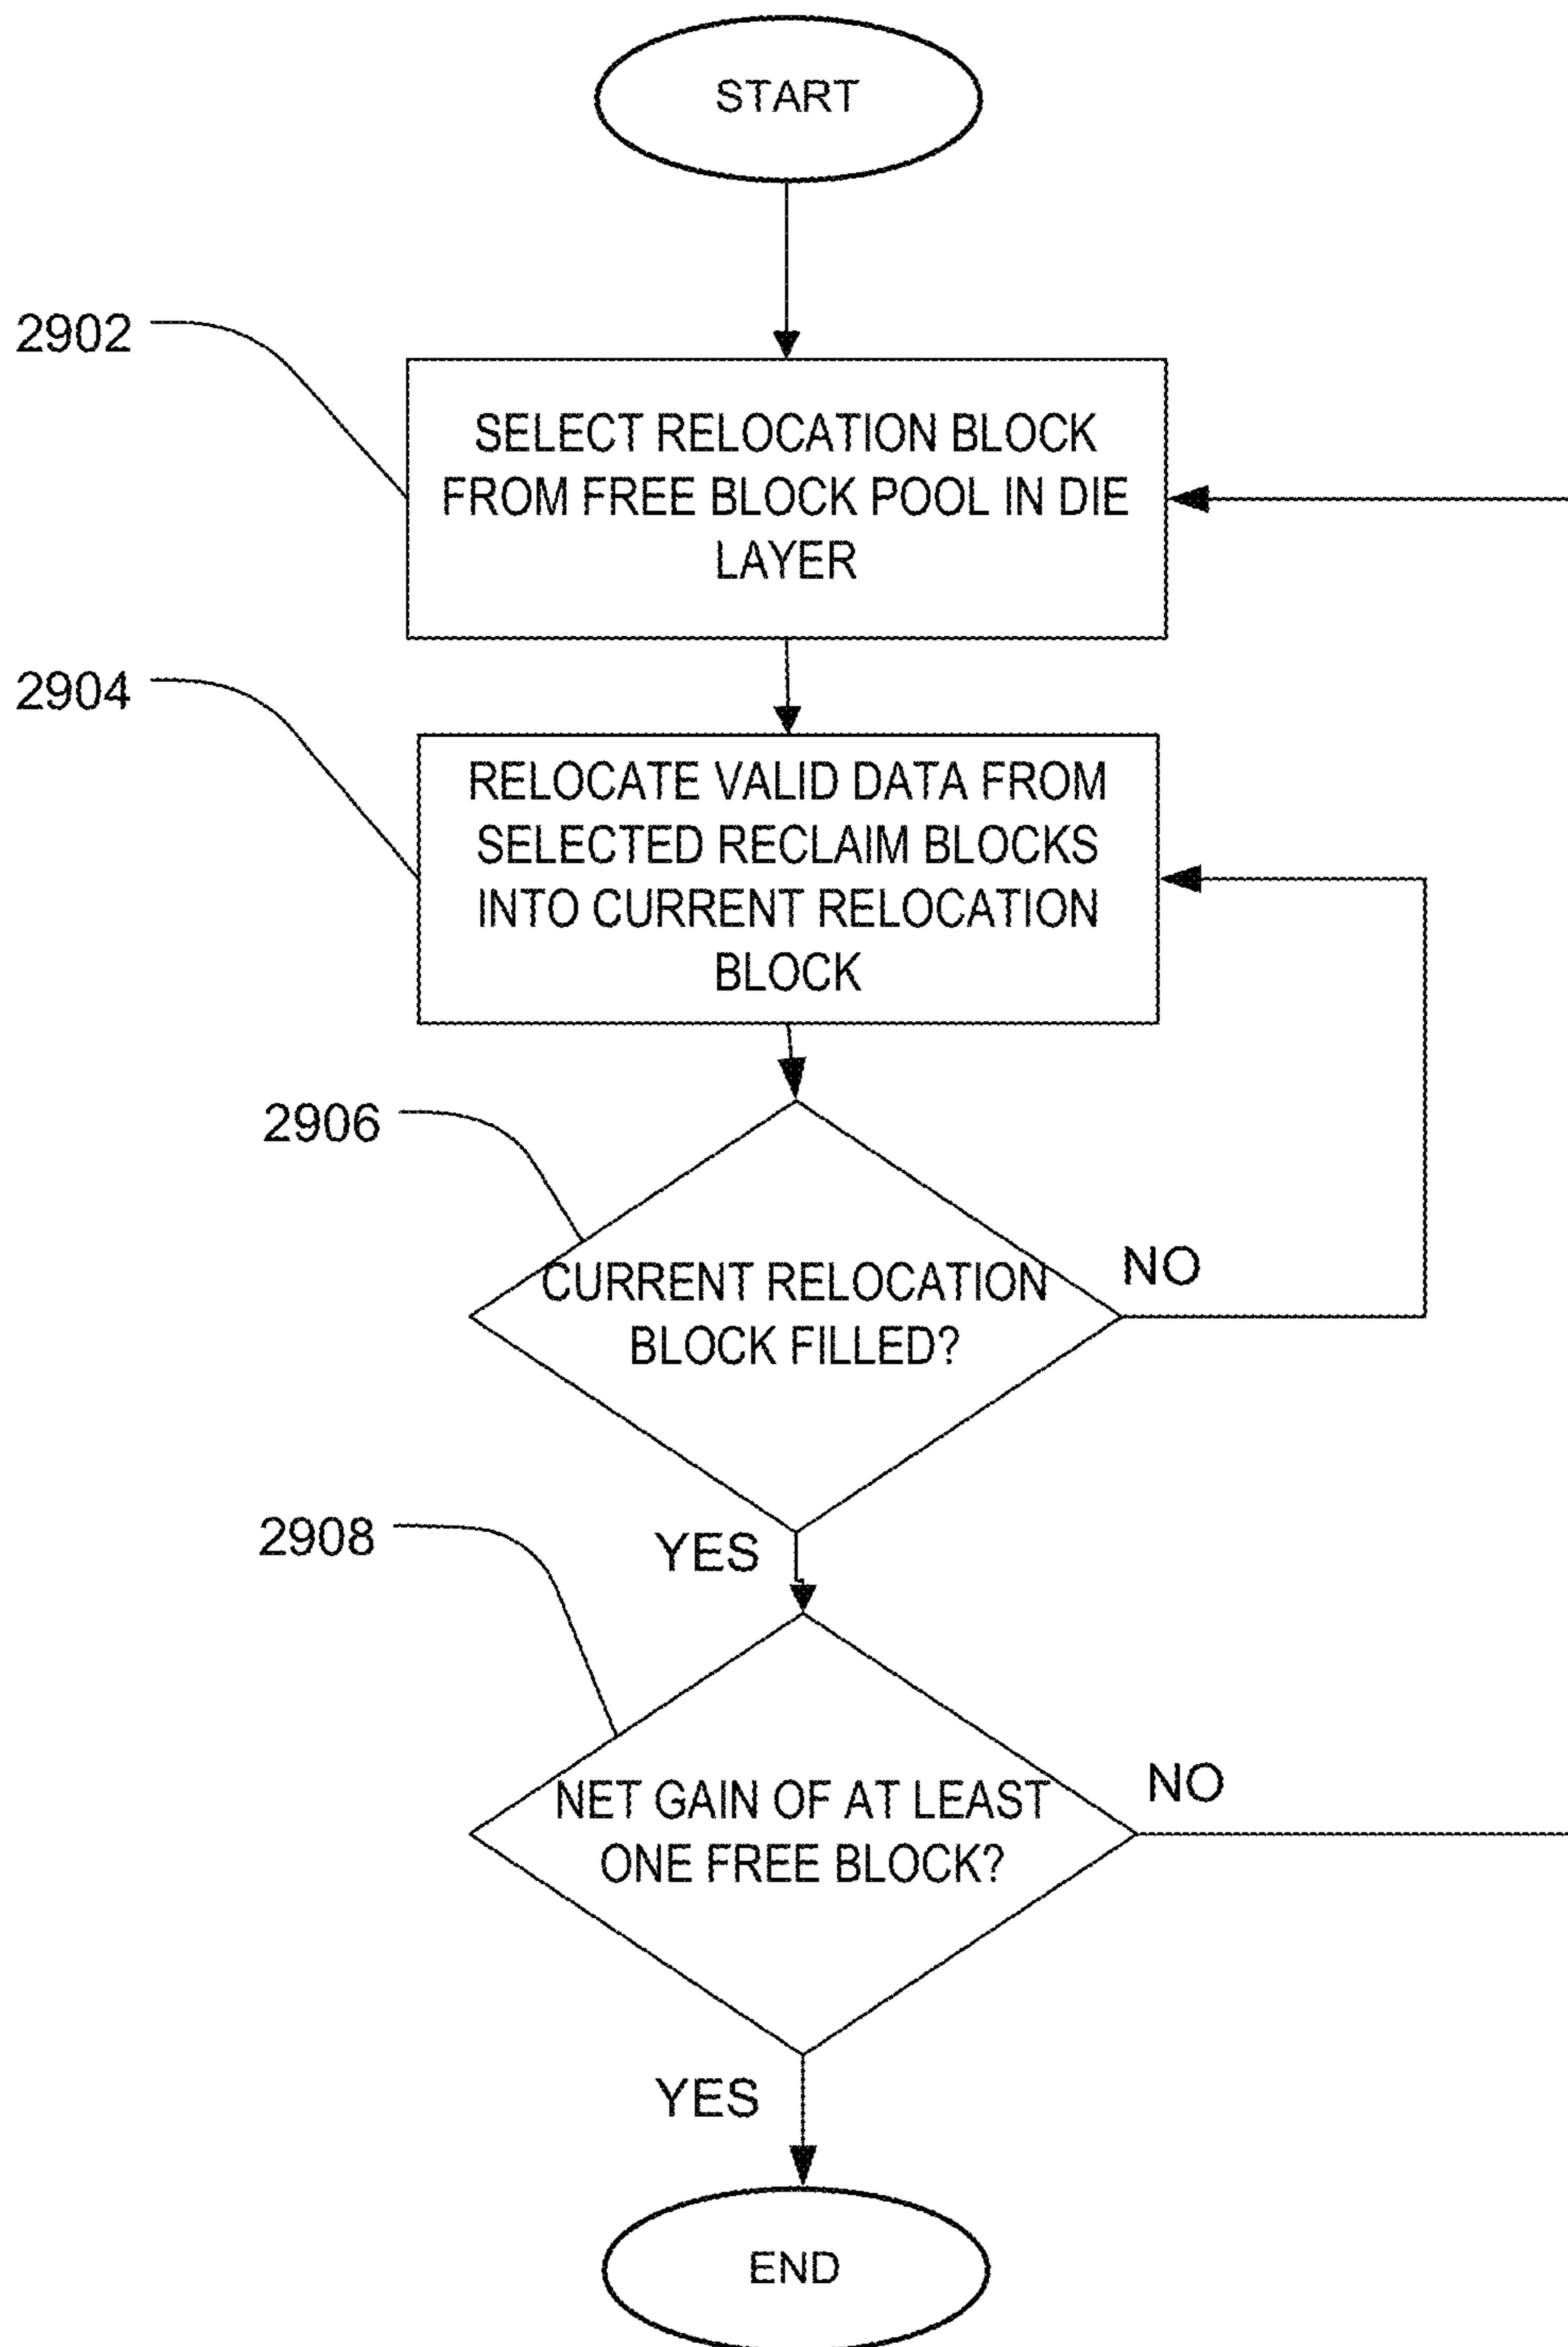 START
2902
SELECT RELOCATION BLOCK
FROM FREE BLOCK POOL IN DIE
LAYER
2904
RELOCATE VALID DATA FROM
SELECTED RECLAIM BLOCKS
INTO CURRENT RELOCATION
BLOCK
2906
CURRENT RELOCATION
BLOCK FILLED?
NO
YES
2908
NET GAIN OF AT LEAST
ONE FREE BLOCK?
NO
YES
END